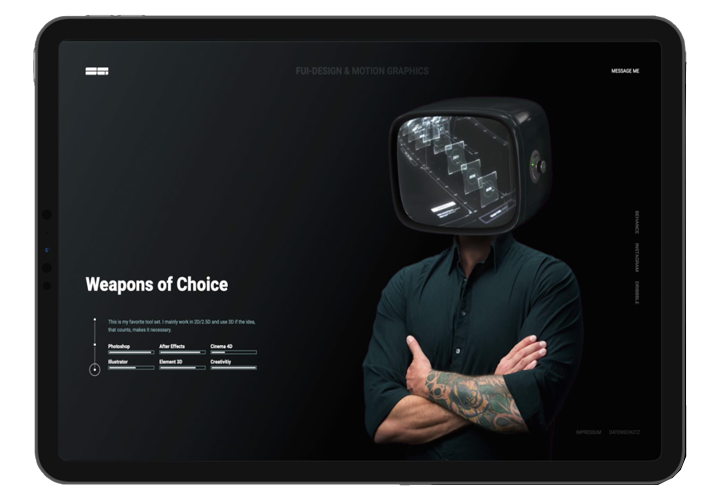 FUI-DESIGN & MOTION GRAPHICS
MESSAGE ME
BEHANCE
INSTAGRAM
DRIBBBLE
Weapons of Choice
This is my favorite tool set. I mainly work in 2D/2.5D and use 3D if the idea,
that counts, makes it necessery.
Photoshop After Effects Cinema 4D
Illustrator Element 3D Creativitiy
IMPRESSUM DATENSCHUTZ